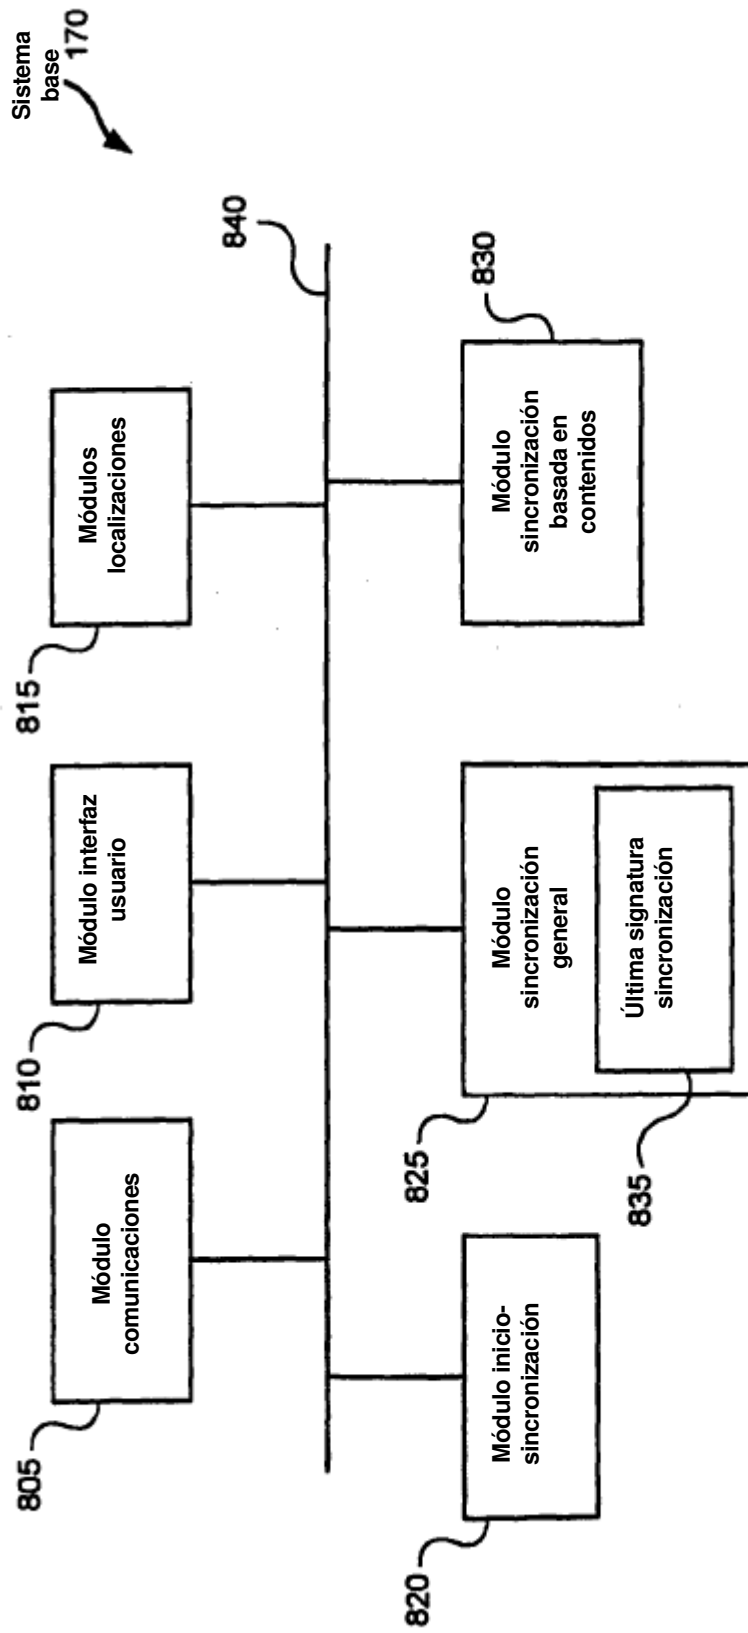 Sistema
base
170
840
805
Módulo
comunicaciones
810
Módulo interfaz
usuario
815
Módulos
localizaciones
820
Módulo inicio-
sincronización
825
Módulo
sincronización
general
835
Última signatura
sincronización
830
Módulo
sincronización
basada en
contenidos